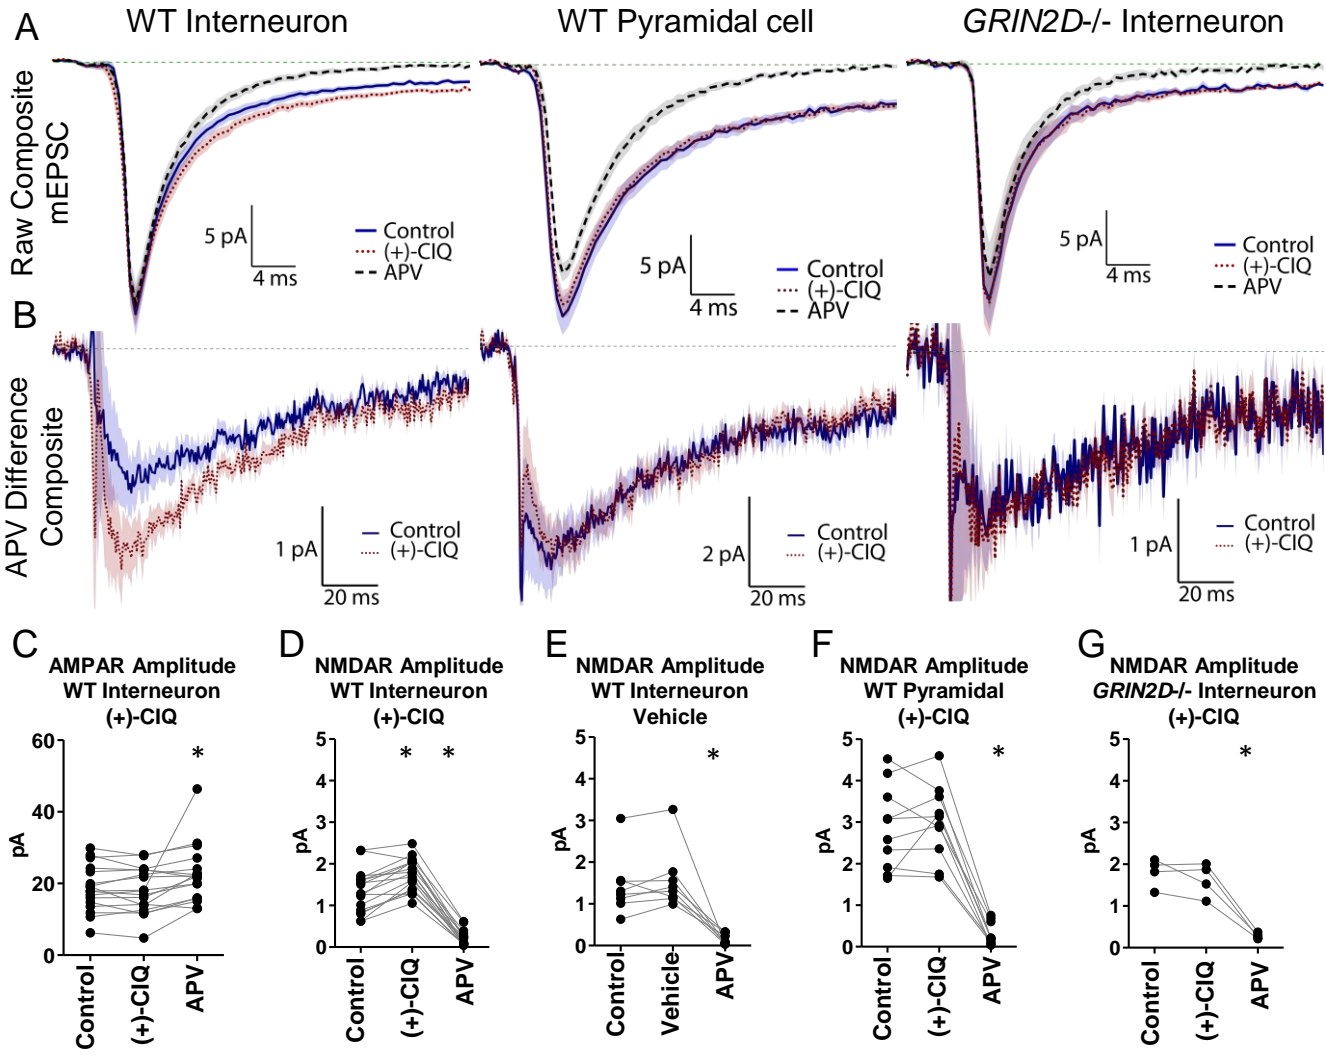 A
WT Interneuron
WT Pyramidal cell
GRIN2D-/- Interneuron
Raw Composite
mEPSC
5 pA
4 ms
Control
(+)-CIQ
APV
5 pA
4 ms
Control
(+)-CIQ
APV
5 pA
4 ms
Control
(+)-CIQ
APV
B
APV Difference
Composite
1 pA
20 ms
Control
(+)-CIQ
2 pA
20 ms
Control
(+)-CIQ
1 pA
20 ms
Control
(+)-CIQ
C
AMPAR Amplitude
WT Interneuron
(+)-CIQ
*
pA
60
40
20
0
Control
(+)-CIQ
APV
D
NMDAR Amplitude
WT Interneuron
(+)-CIQ
* *
pA
5
4
3
2
1
0
Control
(+)-CIQ
APV
E
NMDAR Amplitude
WT Interneuron
Vehicle
*
pA
5
4
3
2
1
0
Control
Vehicle
APV
F
NMDAR Amplitude
WT Pyramidal
(+)-CIQ
*
pA
5
4
3
2
1
0
Control
(+)-CIQ
APV
G
NMDAR Amplitude
GRIN2D-/- Interneuron
(+)-CIQ
*
pA
5
4
3
2
1
0
Control
(+)-CIQ
APV